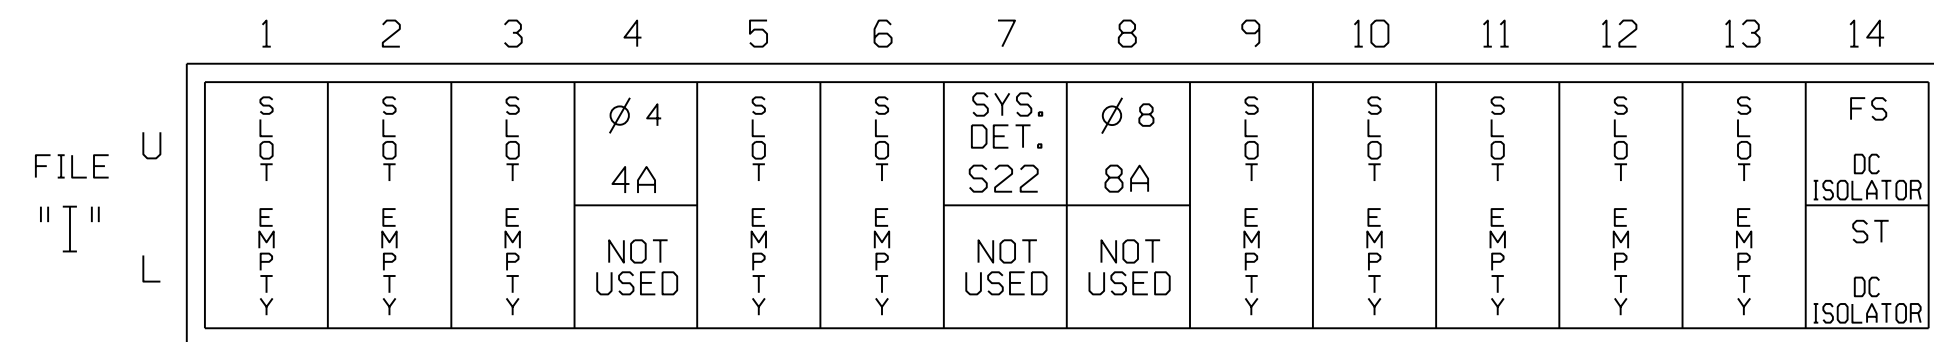 1 2 3 4 5 6 7 8 9 10 11 12 13 14
FILE
"I"
U
L
SLOT EMPTY
SLOT EMPTY
SLOT EMPTY
Ø 4
4A
NOT
USED
SLOT EMPTY
SLOT EMPTY
SYS.
DET.
S22
NOT
USED
Ø 8
8A
NOT
USED
SLOT EMPTY
SLOT EMPTY
SLOT EMPTY
SLOT EMPTY
SLOT EMPTY
FS
DC
ISOLATOR
ST
DC
ISOLATOR